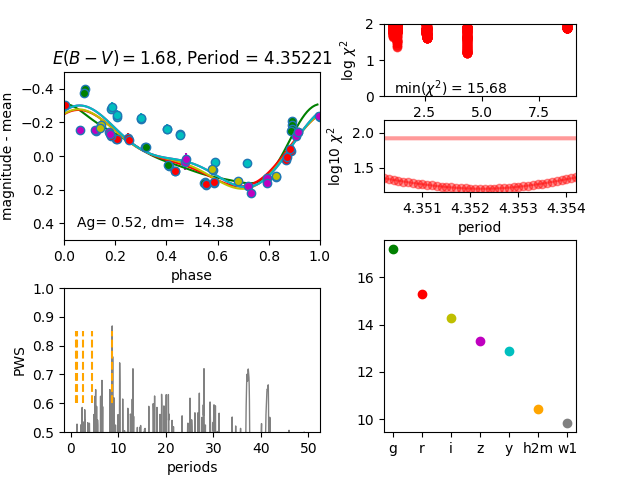 E(B − V) = 1.68, Period = 4.35221
magnitude - mean
−0.4
−0.2
0.0
0.2
0.4
Ag= 0.52, dm=  14.38
0.0 0.2 0.4 0.6 0.8 1.0
phase
log χ²
2
1
0
min(χ²) = 15.68
2.5 5.0 7.5
log10 χ²
2.0
1.5
4.351 4.352 4.353 4.354
period
PWS
1.0
0.9
0.8
0.7
0.6
0.5
0 10 20 30 40 50
periods
16
14
12
10
g r i z y h2m w1